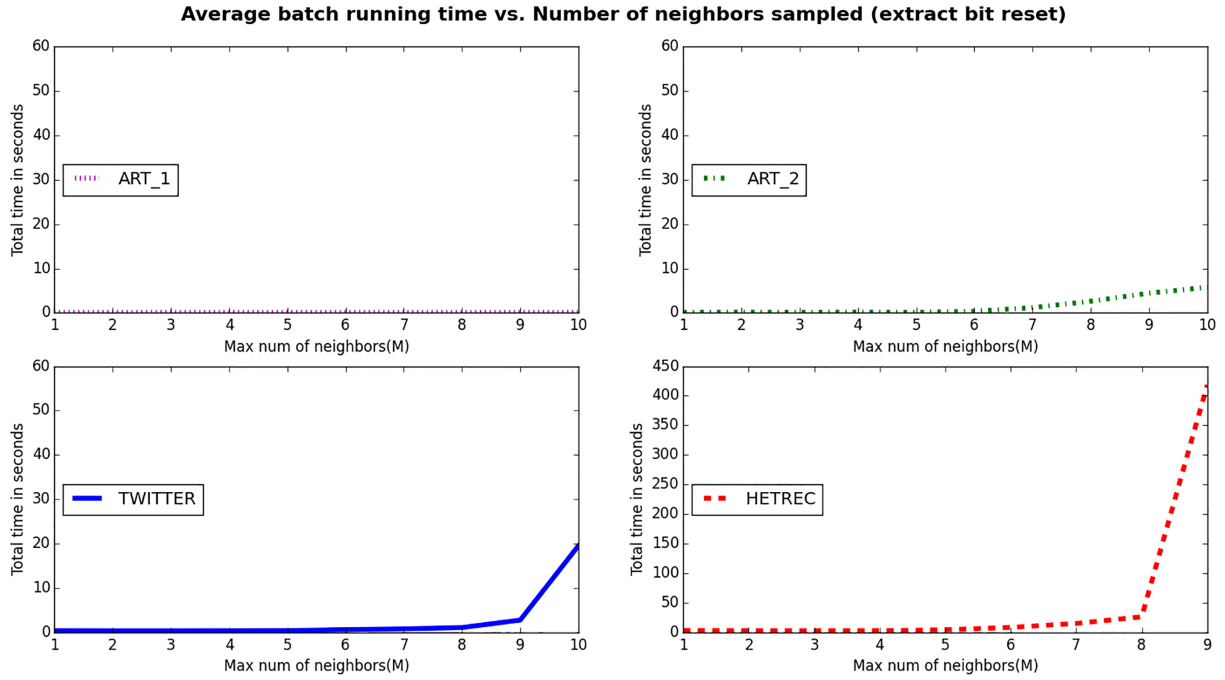 Average batch running time vs. Number of neighbors sampled (extract bit reset)
60
50
40
30
20
10
0
Total time in seconds
ART_1
1 2 3 4 5 6 7 8 9 10
Max num of neighbors(M)
60
50
40
30
20
10
0
Total time in seconds
ART_2
1 2 3 4 5 6 7 8 9 10
Max num of neighbors(M)
60
50
40
30
20
10
0
Total time in seconds
TWITTER
1 2 3 4 5 6 7 8 9 10
Max num of neighbors(M)
450
400
350
300
250
200
150
100
50
0
Total time in seconds
HETREC
1 2 3 4 5 6 7 8 9
Max num of neighbors(M)